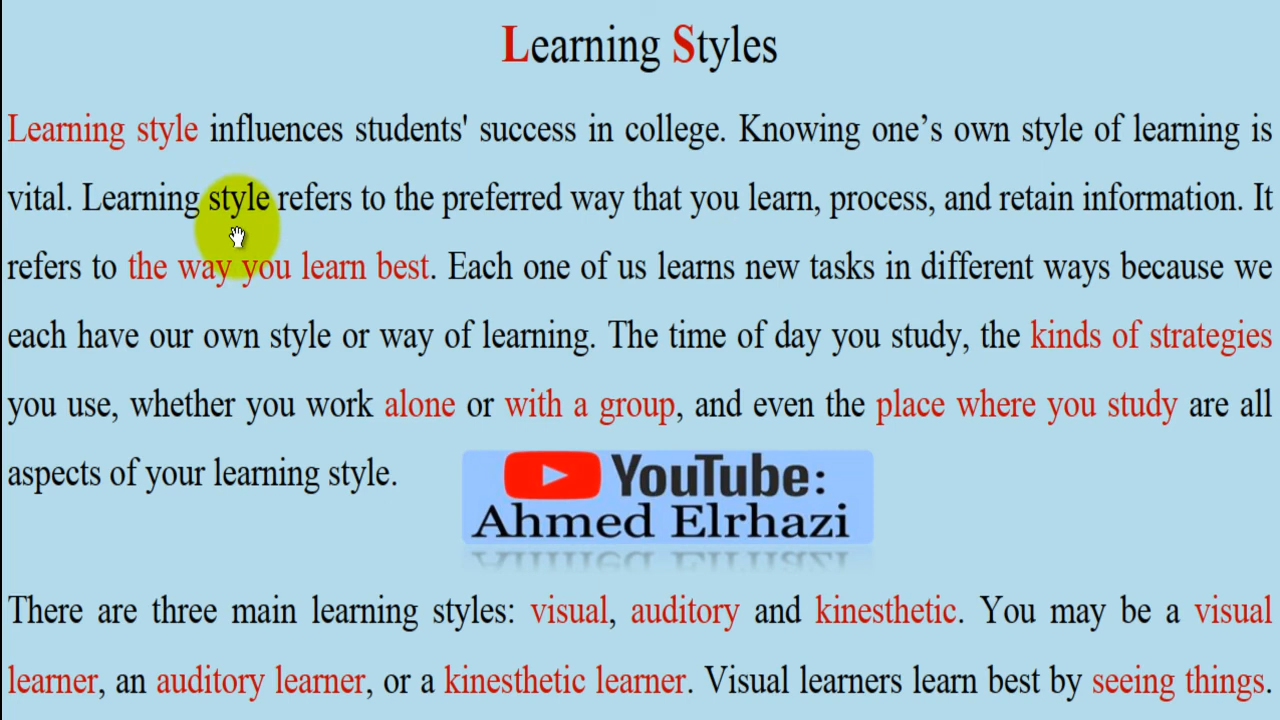 Learning Styles
Learning style influences students' success in college. Knowing one’s own style of learning is
vital. Learning style refers to the preferred way that you learn, process, and retain information. It
refers to the way you learn best. Each one of us learns new tasks in different ways because we
each have our own style or way of learning. The time of day you study, the kinds of strategies
you use, whether you work alone or with a group, and even the place where you study are all
aspects of your learning style.
YouTube:
Ahmed Elrhazi
There are three main learning styles: visual, auditory and kinesthetic. You may be a visual
learner, an auditory learner, or a kinesthetic learner. Visual learners learn best by seeing things.